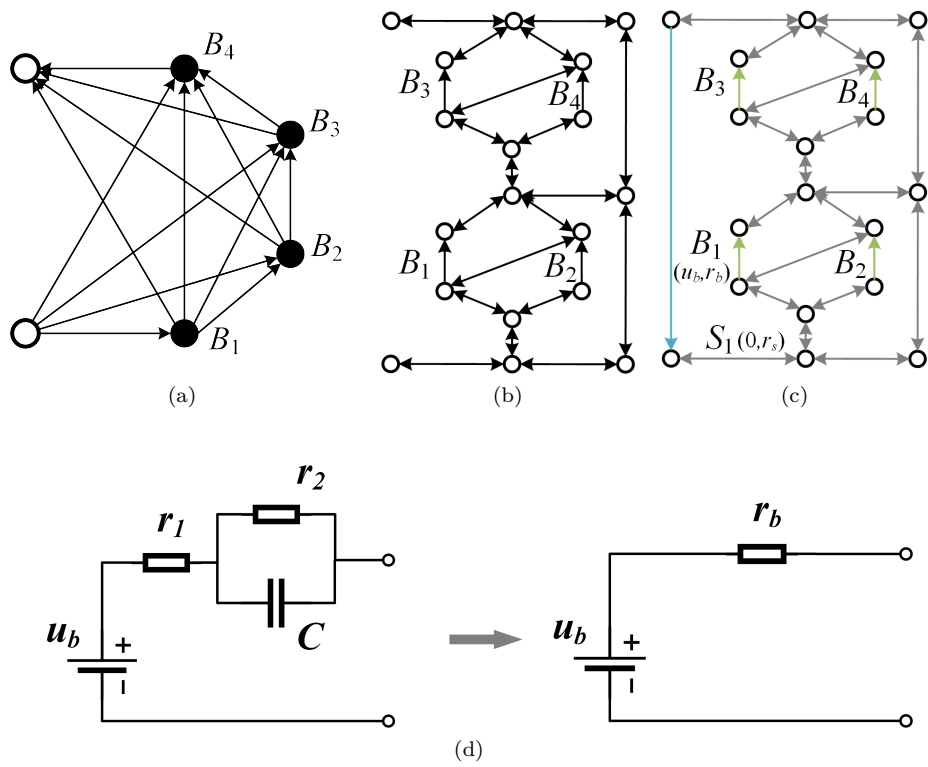 B4
B3
B2
B1
(a)
B3
B4
B1
B2
(b)
B3
B4
B1
(ub,rb)
B2
S1(0,rs)
(c)
r2
r1
C
ub
+
−
rb
ub
+
−
(d)